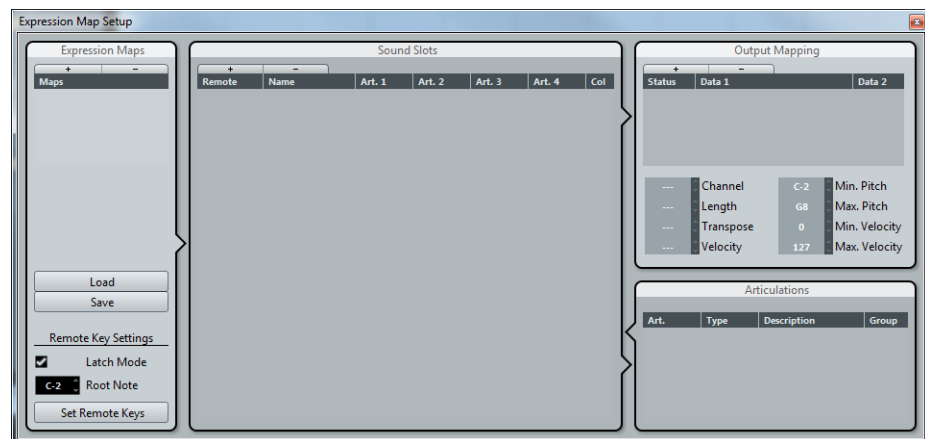 Expression Map Setup
Expression Maps
+ −
Maps
Load
Save
Remote Key Settings
Latch Mode
C-2 Root Note
Set Remote Keys
Sound Slots
+ −
Remote Name Art. 1 Art. 2 Art. 3 Art. 4 Col
Output Mapping
+ −
Status Data 1 Data 2
--- Channel C-2 Min. Pitch
--- Length G8 Max. Pitch
--- Transpose 0 Min. Velocity
--- Velocity 127 Max. Velocity
Articulations
Art. Type Description Group